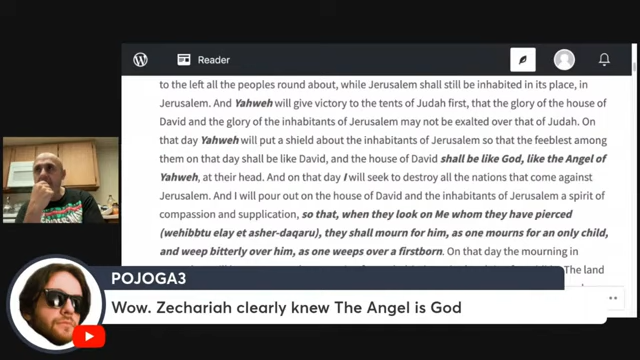 Reader
to the left all the peoples round about, while Jerusalem shall still be inhabited in its place, in
Jerusalem. And Yahweh will give victory to the tents of Judah first, that the glory of the house of
David and the glory of the inhabitants of Jerusalem may not be exalted over that of Judah. On
that day Yahweh will put a shield about the inhabitants of Jerusalem so that the feeblest among
them on that day shall be like David, and the house of David shall be like God, like the Angel of
Yahweh, at their head. And on that day I will seek to destroy all the nations that come against
Jerusalem. And I will pour out on the house of David and the inhabitants of Jerusalem a spirit of
compassion and supplication, so that, when they look on Me whom they have pierced
(wehibbtu elay et asher-daqaru), they shall mourn for him, as one mourns for an only child,
and weep bitterly over him, as one weeps over a firstborn. On that day the mourning in
The land
POJOGA3
Wow. Zechariah clearly knew The Angel is God